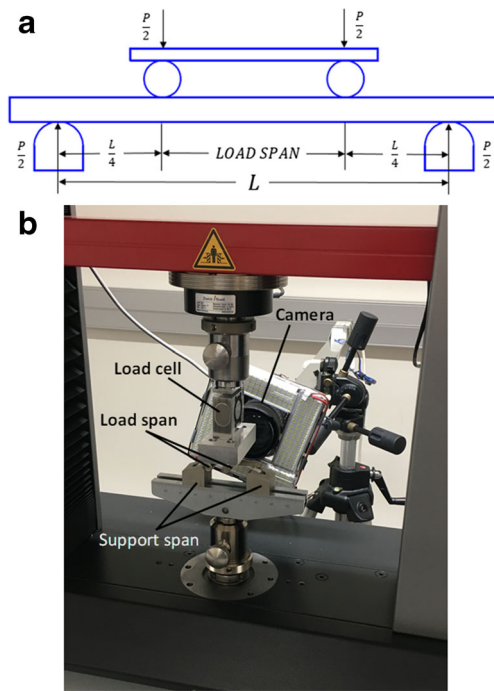 a
P/2 P/2
P/2 L/4 LOAD SPAN L/4 P/2
L
b
Camera
Load cell
Load span
Support span